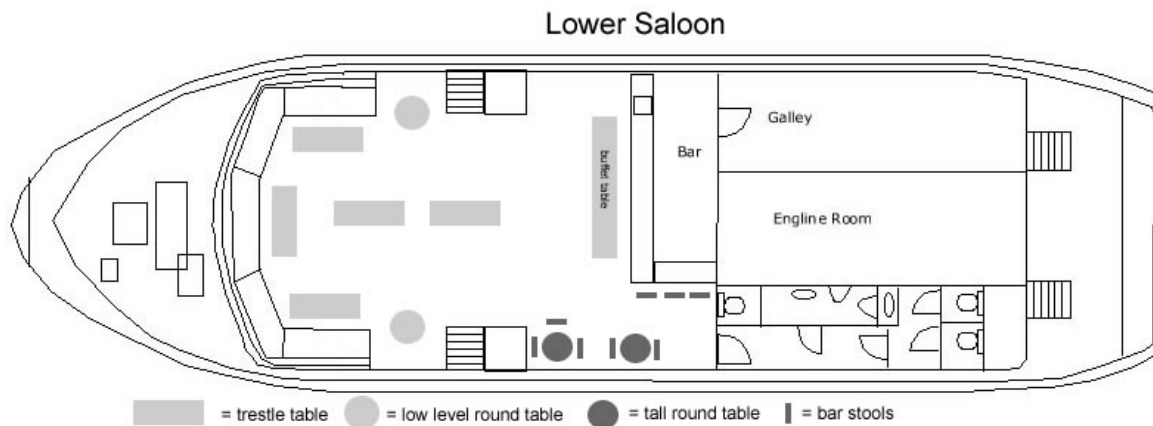 Lower Saloon
Galley
Bar
buffet table
Engline Room
= trestle table
= low level round table
= tall round table
= bar stools